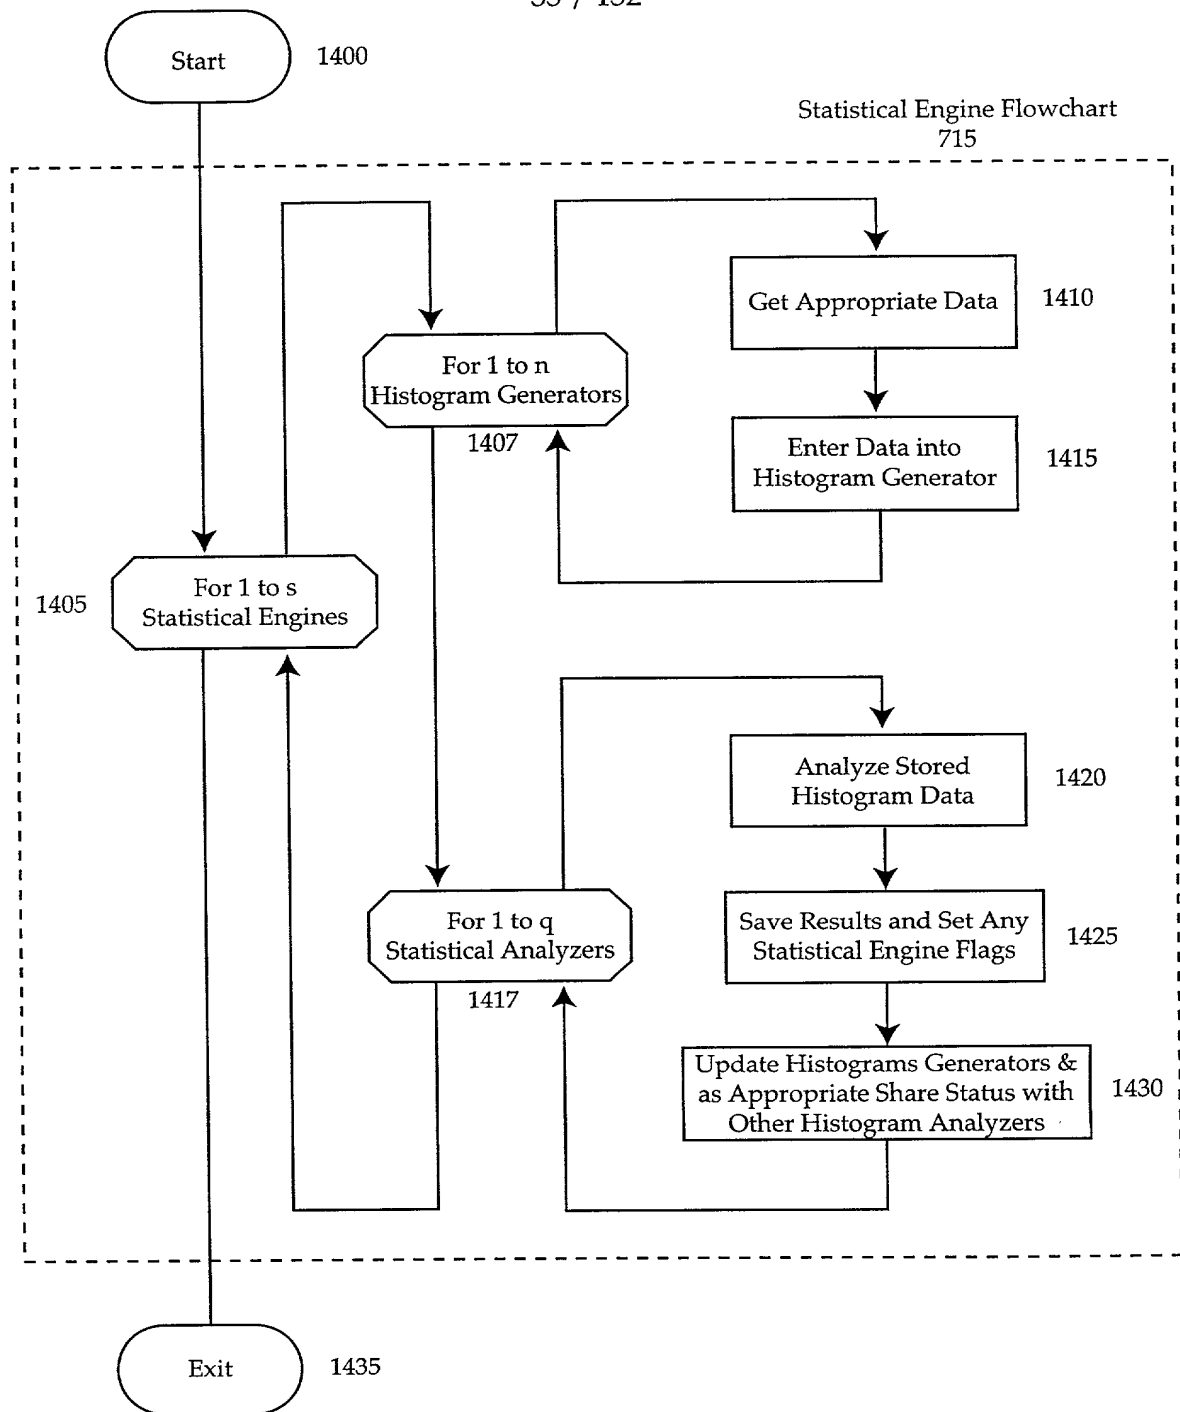 Start
1400
Statistical Engine Flowchart
715
Get Appropriate Data
1410
For 1 to n
Histogram Generators
1407
Enter Data into
Histogram Generator
1415
For 1 to s
Statistical Engines
1405
Analyze Stored
Histogram Data
1420
For 1 to q
Statistical Analyzers
1417
Save Results and Set Any
Statistical Engine Flags
1425
Update Histograms Generators &
as Appropriate Share Status with
Other Histogram Analyzers
1430
Exit
1435